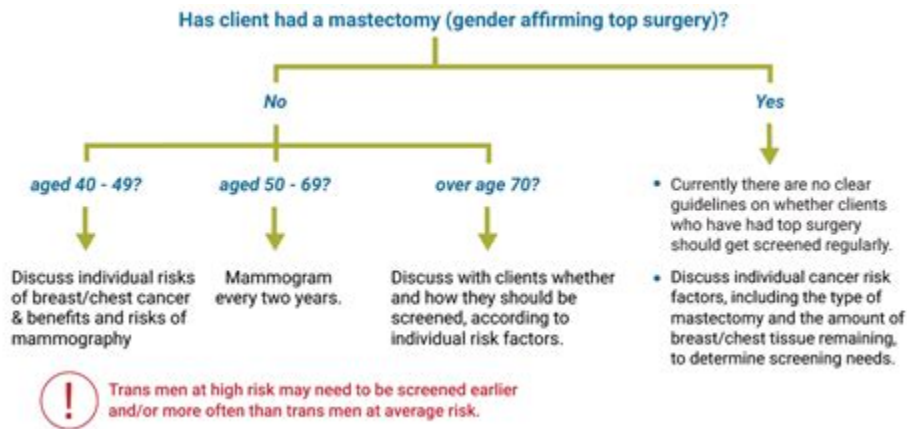 Has client had a mastectomy (gender affirming top surgery)?
No
Yes
aged 40 - 49?
aged 50 - 69?
over age 70?
Discuss individual risks
of breast/chest cancer
& benefits and risks of
mammography
Mammogram
every two years.
Discuss with clients whether
and how they should be
screened, according to
individual risk factors.
• Currently there are no clear
guidelines on whether clients
who have had top surgery
should get screened regularly.
• Discuss individual cancer risk
factors, including the type of
mastectomy and the amount of
breast/chest tissue remaining,
to determine screening needs.
!
Trans men at high risk may need to be screened earlier
and/or more often than trans men at average risk.